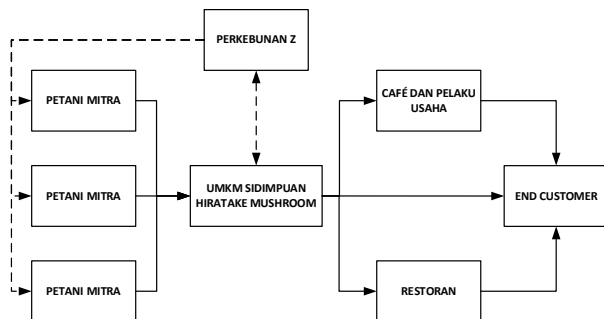 PERKEBUNAN Z
PETANI MITRA
CAFÉ DAN PELAKU
USAHA
PETANI MITRA
UMKM SIDIMPUAN
HIRATAKE MUSHROOM
END CUSTOMER
PETANI MITRA
RESTORAN